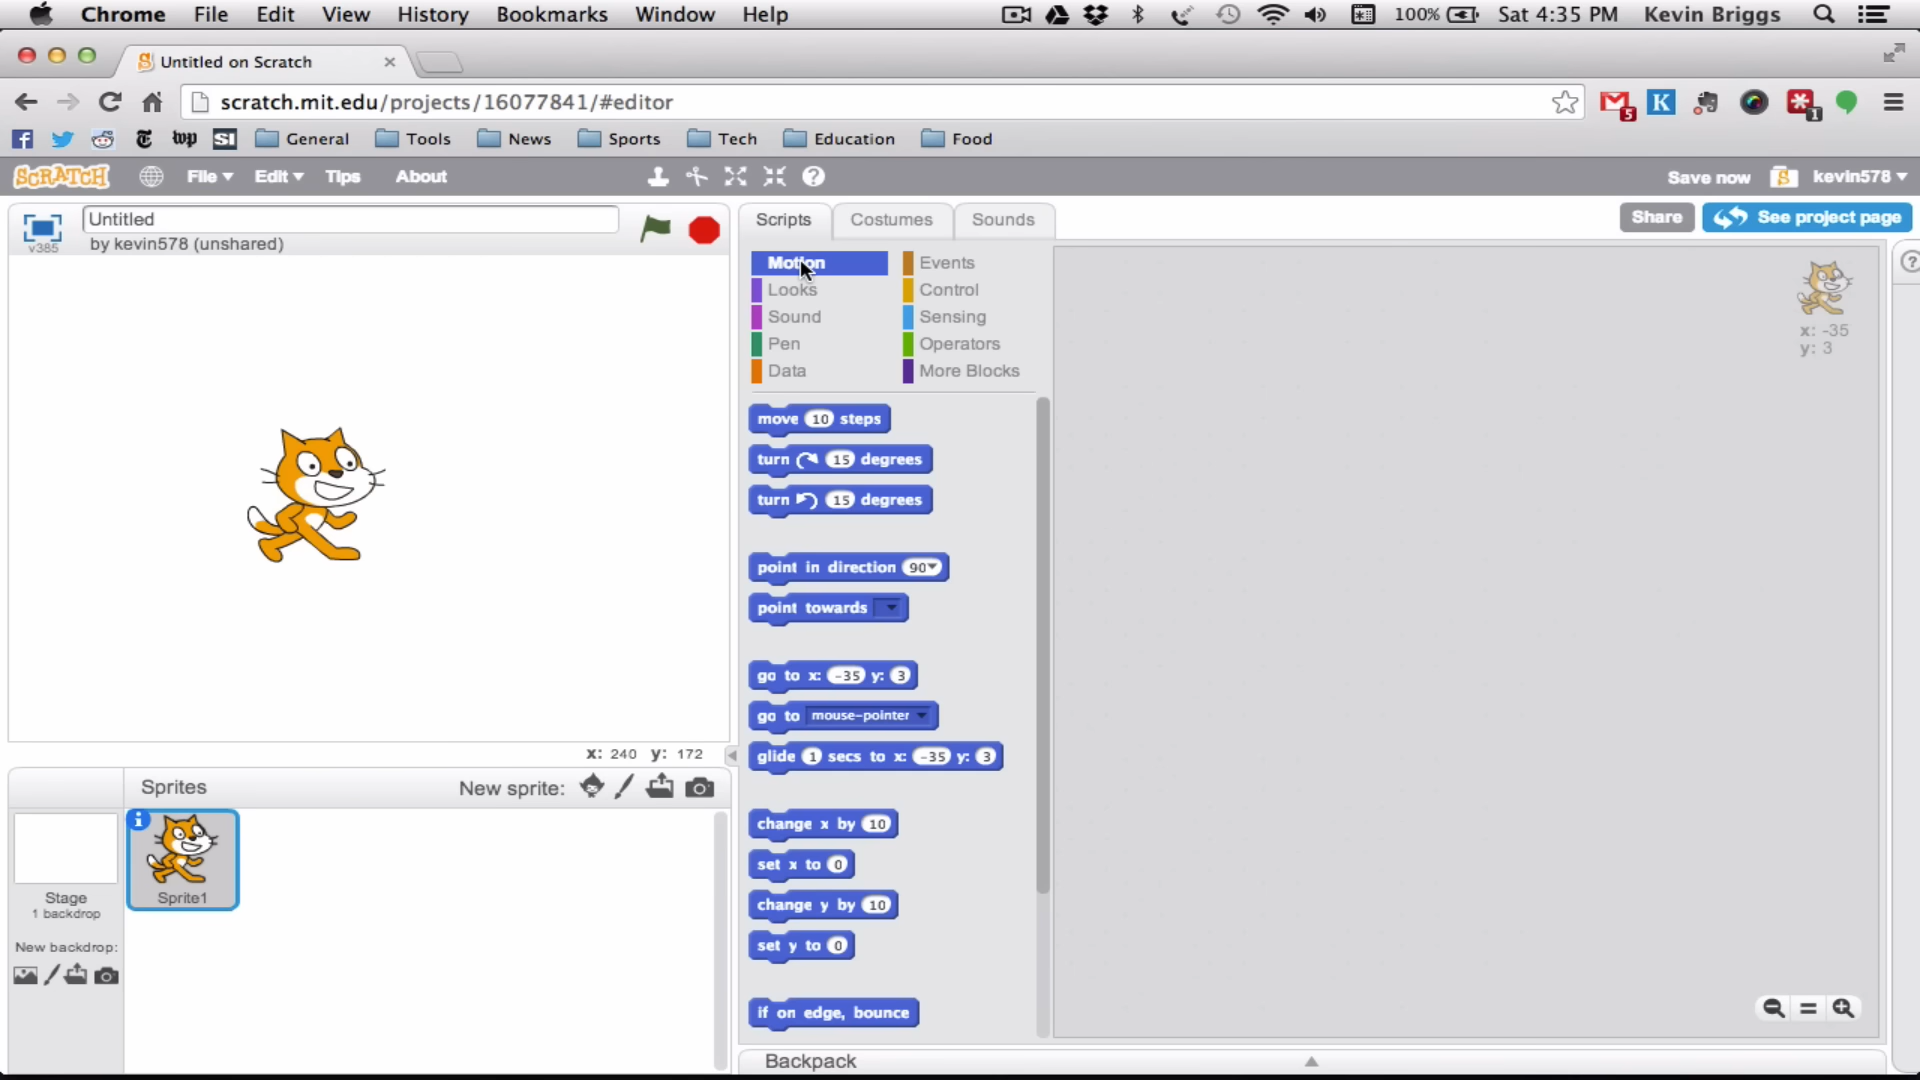 Chrome File Edit View History Bookmarks Window Help 100% Sat 4:35 PM Kevin Briggs
Untitled on Scratch
scratch.mit.edu/projects/16077841/#editor 5 K 1
wp SI General Tools News Sports Tech Education Food
SCRATCH File Edit Tips About Save now kevin578
Untitled
by kevin578 (unshared)
v385
Scripts Costumes Sounds Share See project page
Motion Events
Looks Control
Sound Sensing
Pen Operators
Data More Blocks
x: -35
y: 3
move 10 steps
turn 15 degrees
turn 15 degrees
point in direction 90
point towards
go to x: -35 y: 3
go to mouse-pointer
glide 1 secs to x: -35 y: 3
change x by 10
set x to 0
change y by 10
set y to 0
if on edge, bounce
x: 240 y: 172
Sprites New sprite:
Stage
1 backdrop
Sprite1
New backdrop:
Backpack